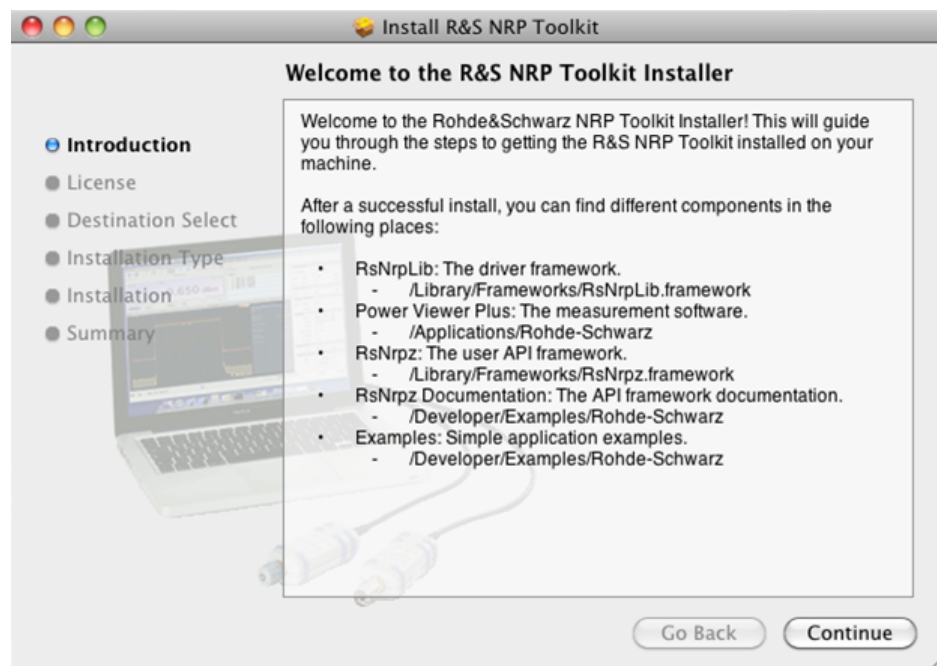 Install R&S NRP Toolkit
Welcome to the R&S NRP Toolkit Installer
Introduction
License
Destination Select
Installation Type
Installation
Summary
Welcome to the Rohde&Schwarz NRP Toolkit Installer! This will guide
you through the steps to getting the R&S NRP Toolkit installed on your
machine.
After a successful install, you can find different components in the
following places:
· RsNrpLib: The driver framework.
- /Library/Frameworks/RsNrpLib.framework
· Power Viewer Plus: The measurement software.
- /Applications/Rohde-Schwarz
· RsNrpz: The user API framework.
- /Library/Frameworks/RsNrpz.framework
· RsNrpz Documentation: The API framework documentation.
- /Developer/Examples/Rohde-Schwarz
· Examples: Simple application examples.
- /Developer/Examples/Rohde-Schwarz
Go Back
Continue